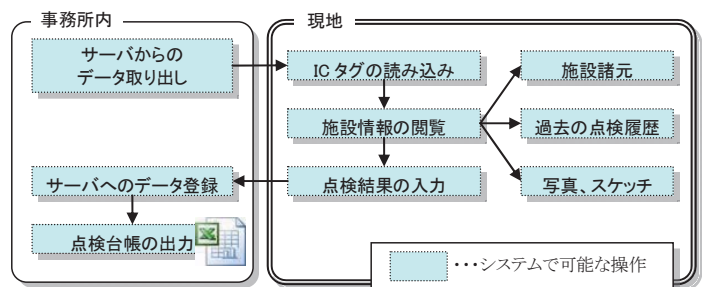 事務所内
サーバからの
データ取り出し
サーバへのデータ登録
点検台帳の出力
現地
ICタグの読み込み
施設情報の閲覧
点検結果の入力
施設諸元
過去の点検履歴
写真、スケッチ
・・・システムで可能な操作